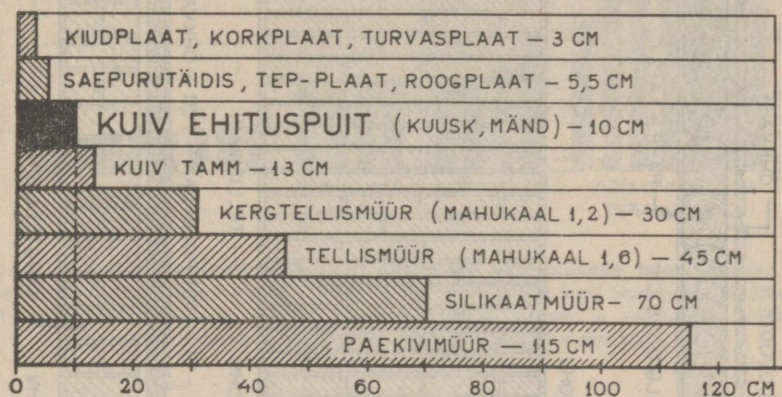 KIUDPLAAT, KORKPLAAT, TURVASPLAAT – 3 CM
SAEPURUTÄIDIS, TEP-PLAAT, ROOGPLAAT – 5,5 CM
KUIV EHITUSPUIT (KUUSK, MÄND) – 10 CM
KUIV TAMM – 13 CM
KERGTELLISMÜÜR (MAHUKAAL 1,2) – 30 CM
TELLISMÜÜR (MAHUKAAL 1,6) – 45 CM
SILIKAATMÜÜR – 70 CM
PAEKIVIMÜÜR – 115 CM
0 20 40 60 80 100 120 CM